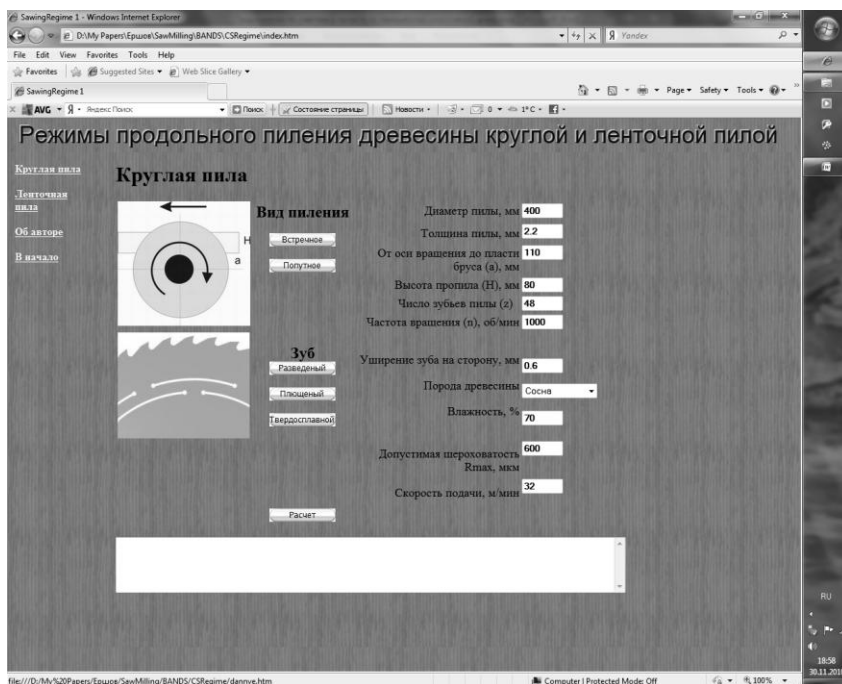 SawingRegime 1 - Windows Internet Explorer
D:\My Papers\Ершов\SawMilling\BANDS\CSRegime\index.htm
Yandex
File Edit View Favorites Tools Help
Favorites Suggested Sites Web Slice Gallery
SawingRegime 1
Page Safety Tools
AVG Яндекс Поиск Поиск Состояние страницы Новости 0 1°C
Режимы продольного пиления древесины круглой и ленточной пилой
Круглая пила
Ленточная
пила
Об авторе
В начало
Круглая пила
H
a
Вид пиления
Встречное
Попутное
Зуб
Разведеный
Плющеный
Твердосплавной
Расчет
Диаметр пилы, мм 400
Толщина пилы, мм 2.2
От оси вращения до пласти 110
бруса (a), мм
Высота пропила (H), мм 80
Число зубьев пилы (z) 48
Частота вращения (n), об/мин 1000
Уширение зуба на сторону, мм 0.6
Порода древесины Сосна
Влажность, % 70
Допустимая шероховатость 600
Rmax, мкм
Скорость подачи, м/мин 32
file:///D:/My%20Papers/Ершов/SawMilling/BANDS/CSRegime/dannye.htm
Computer | Protected Mode: Off
100%
RU
18:58